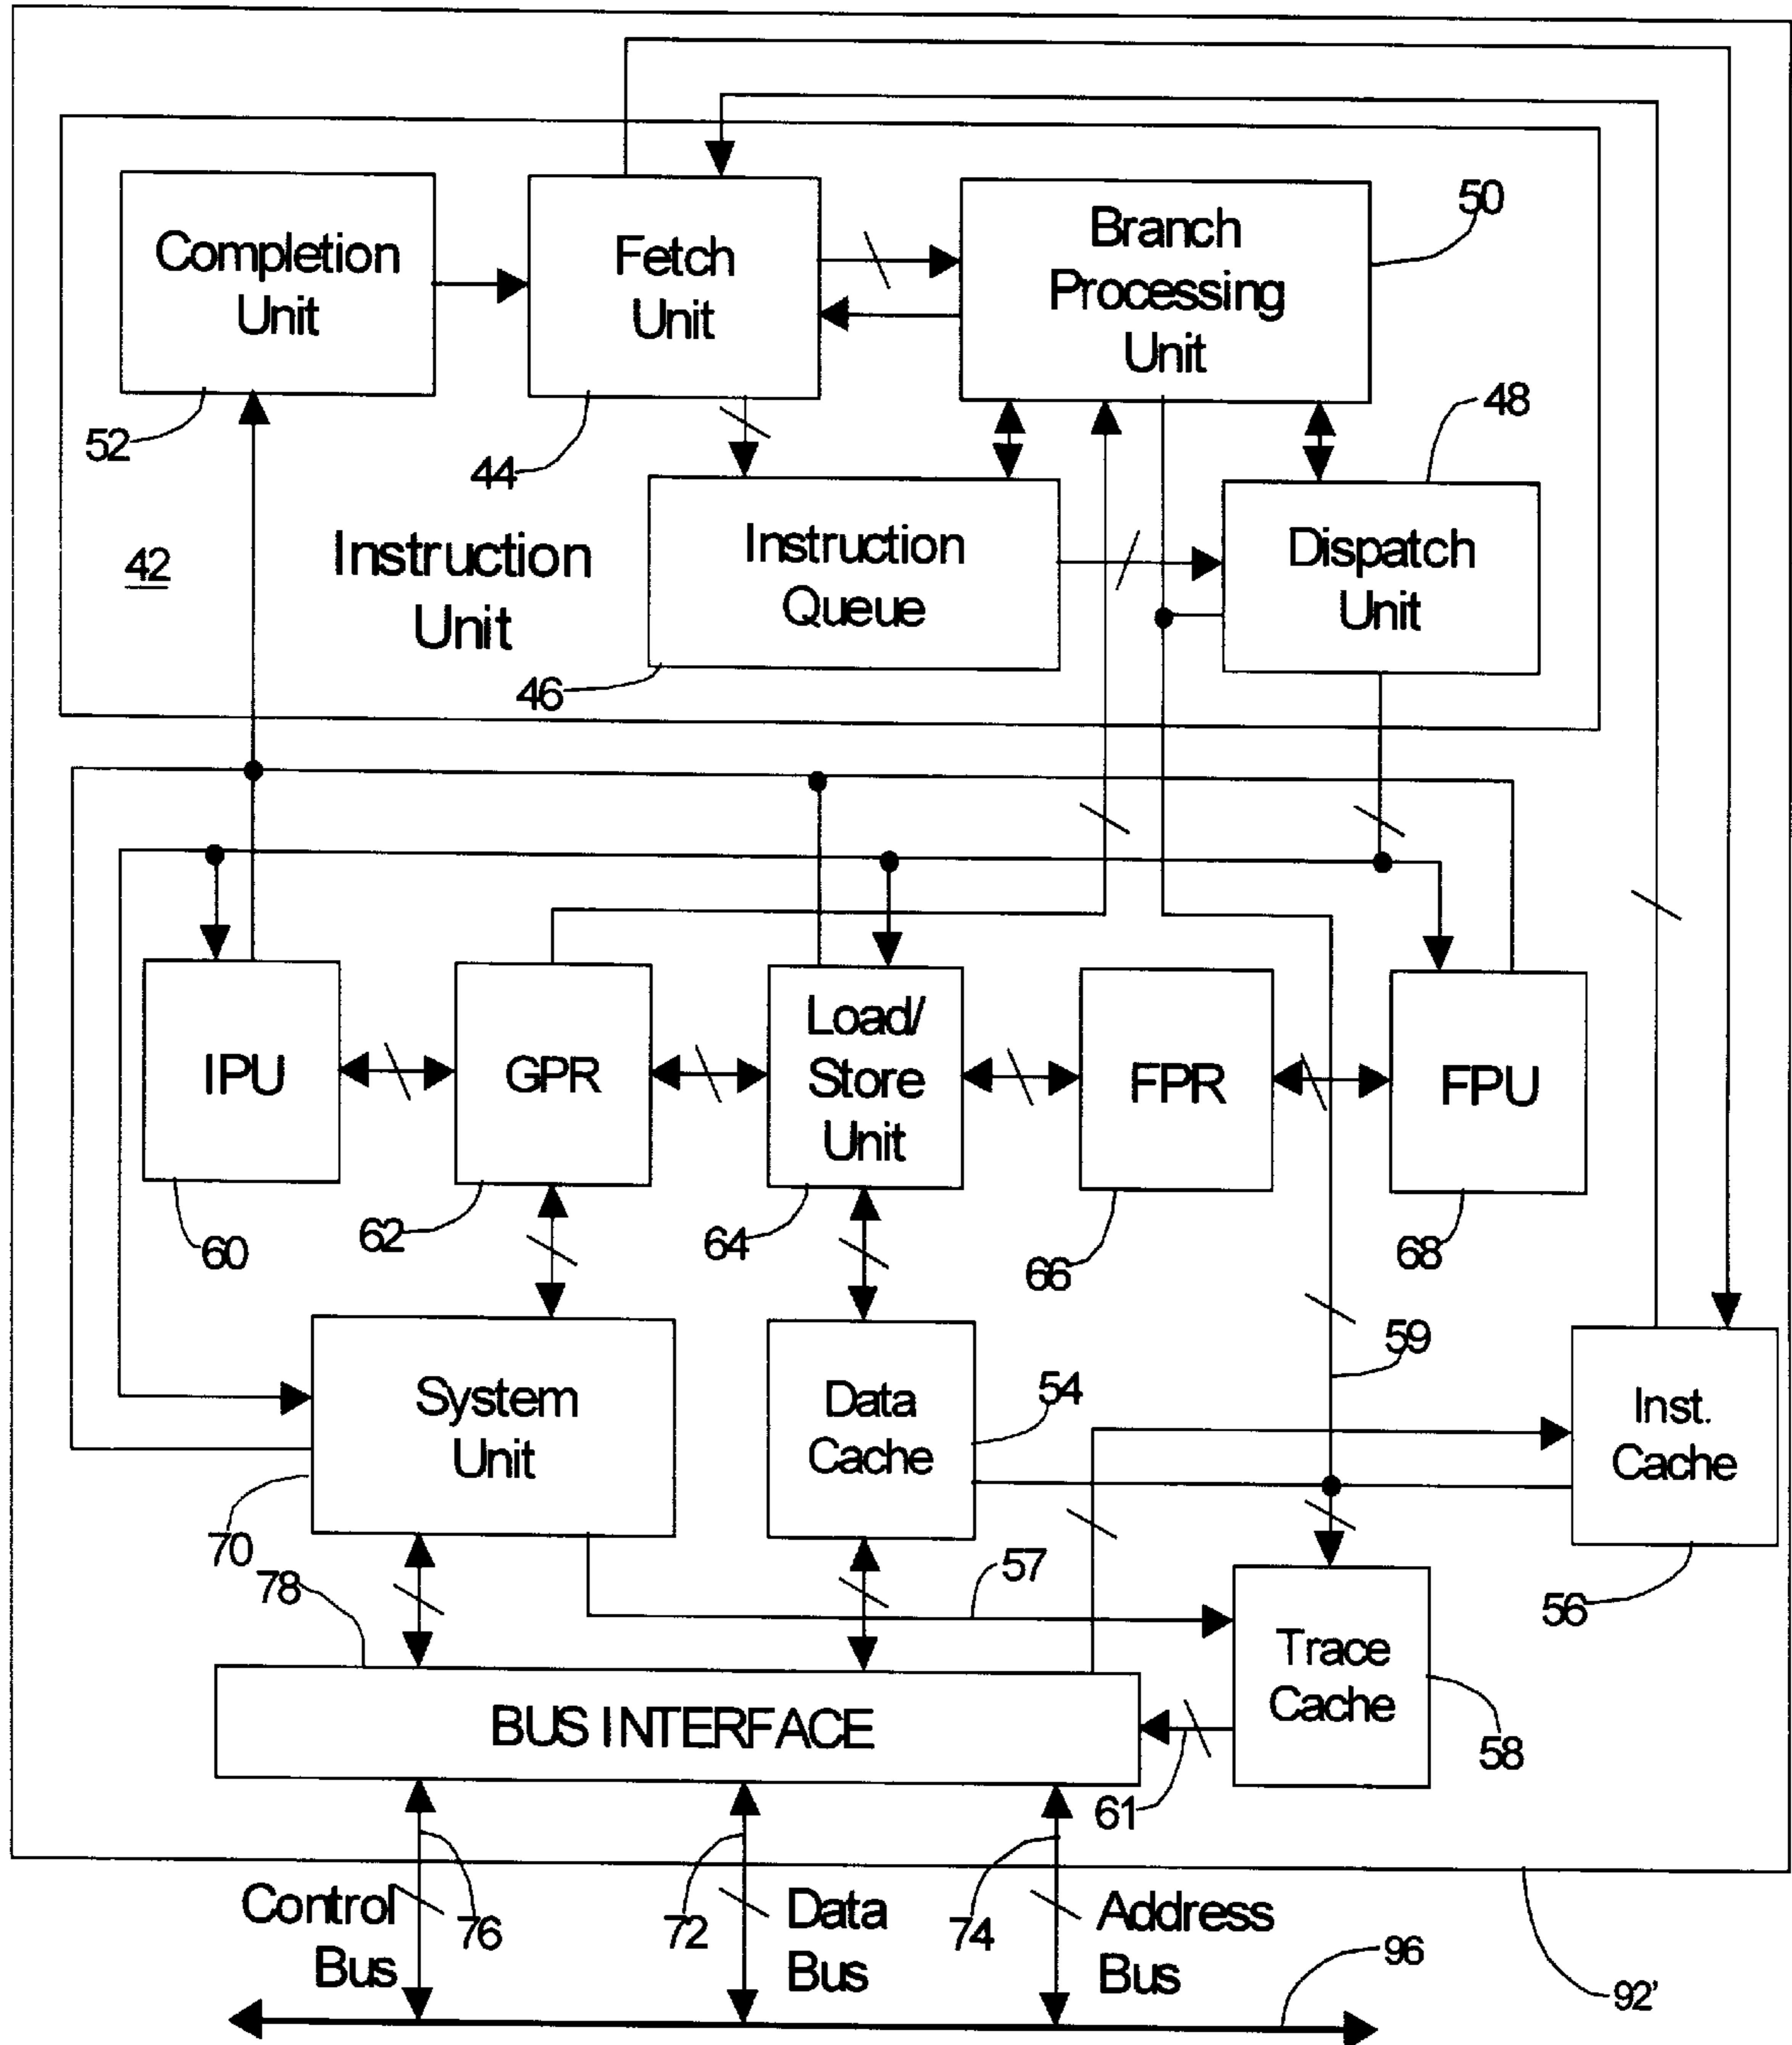 Completion
Unit
52
Fetch
Unit
44
Branch
Processing
Unit
50
48
Instruction
Queue
46
Dispatch
Unit
42
Instruction
Unit
IPU
60
GPR
62
Load/
Store
Unit
64
FPR
66
FPU
68
System
Unit
70
Data
Cache
54
59
Inst.
Cache
56
57
78
Trace
Cache
58
BUS INTERFACE
61
Control
Bus
76
72
Data
Bus
74
Address
Bus
96
92'